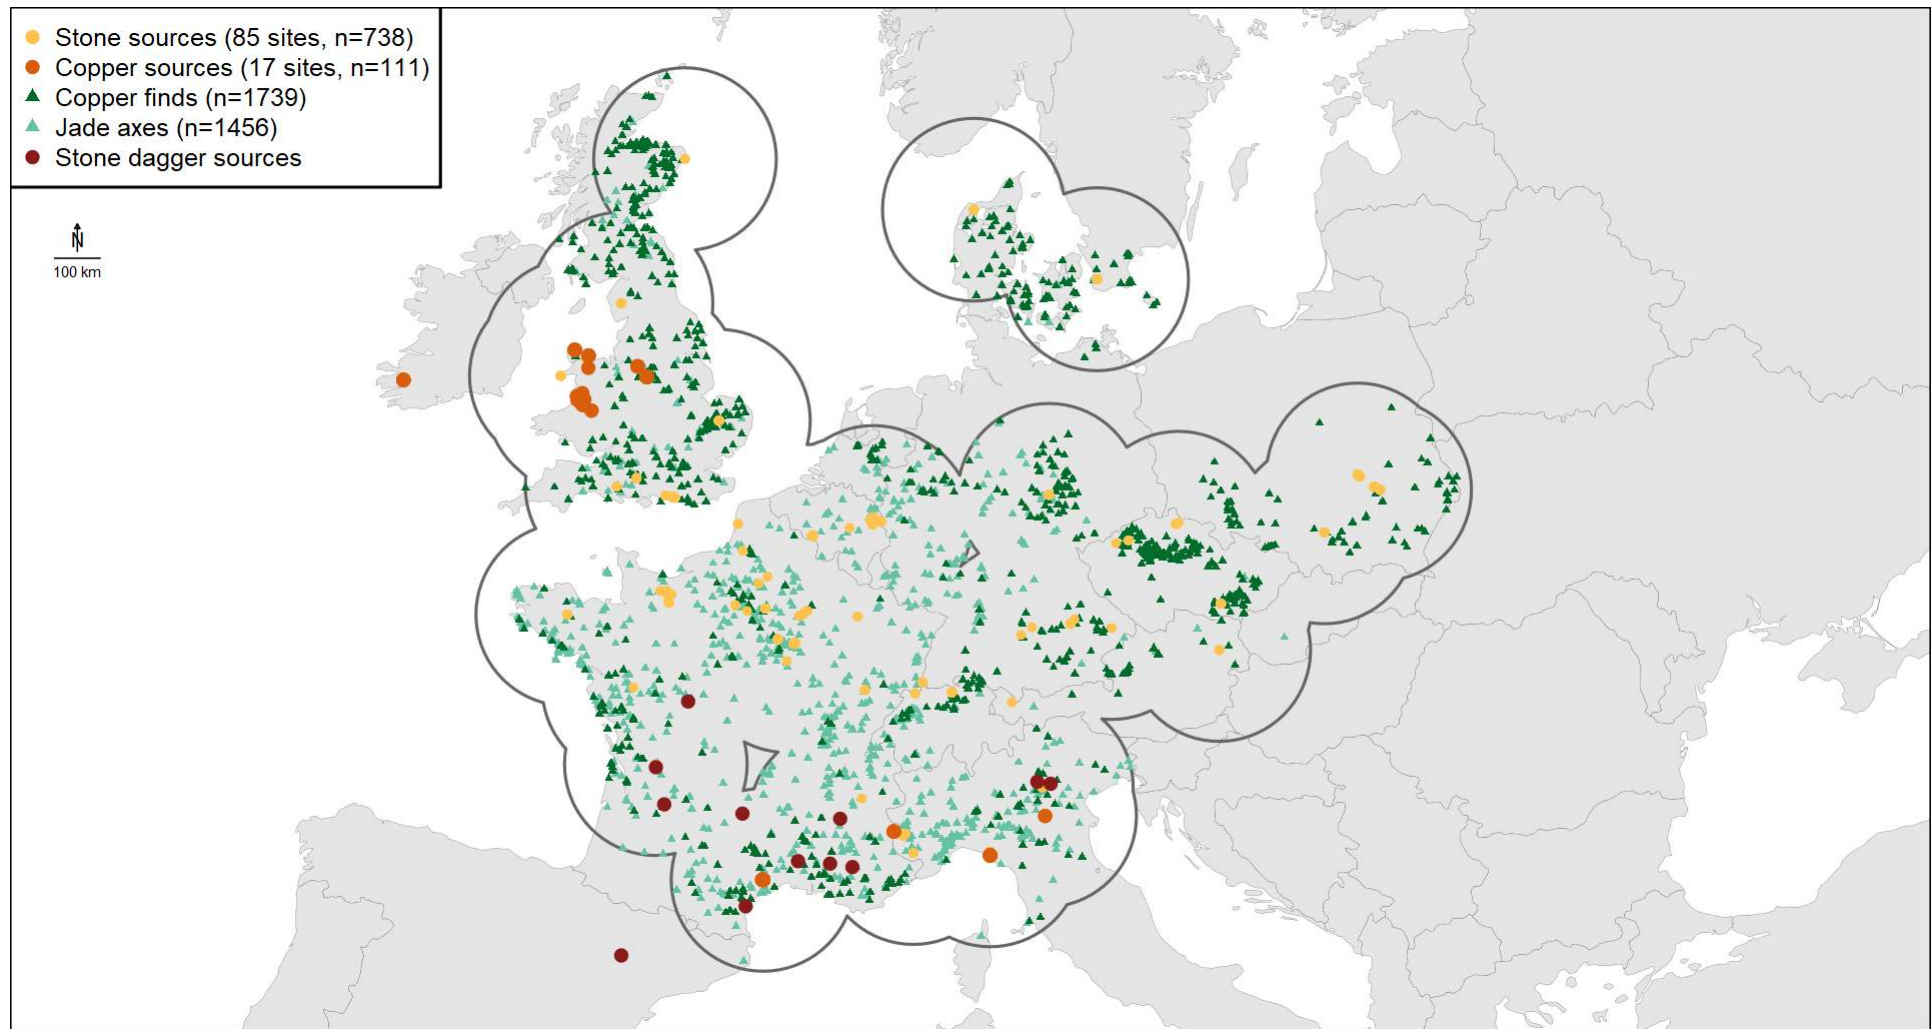 Stone sources (85 sites, n=738)
Copper sources (17 sites, n=111)
Copper finds (n=1739)
Jade axes (n=1456)
Stone dagger sources
N
100 km